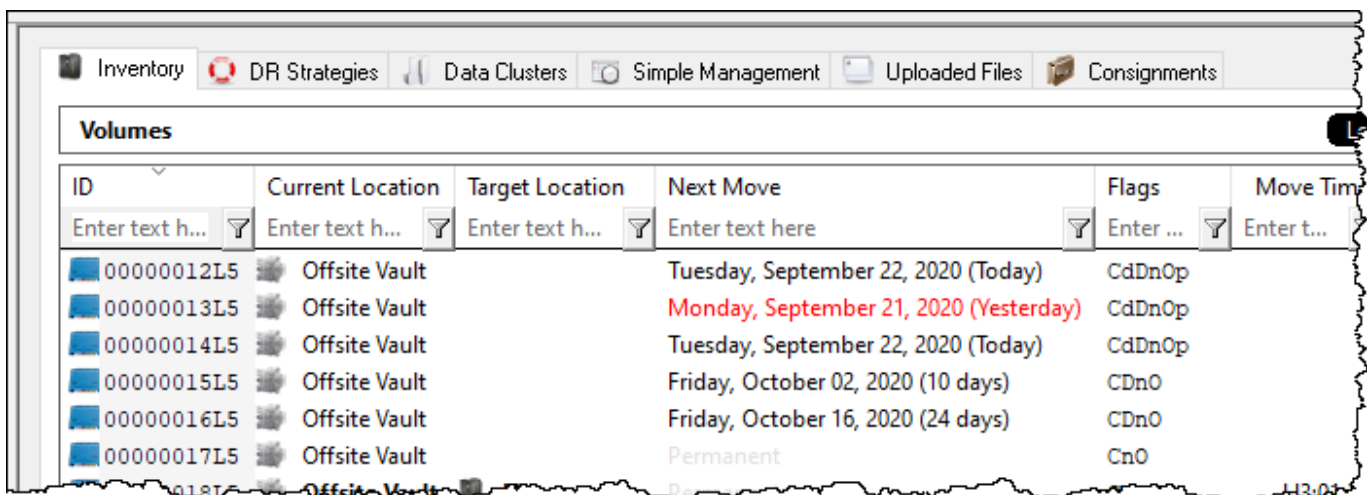 Inventory DR Strategies Data Clusters Simple Management Uploaded Files Consignments
Volumes
ID Current Location Target Location Next Move Flags Move Tim
Enter text h... Enter text h... Enter text h... Enter text here Enter ... Enter t...
00000012L5 Offsite Vault Tuesday, September 22, 2020 (Today) CdDnOp
00000013L5 Offsite Vault Monday, September 21, 2020 (Yesterday) CdDnOp
00000014L5 Offsite Vault Tuesday, September 22, 2020 (Today) CdDnOp
00000015L5 Offsite Vault Friday, October 02, 2020 (10 days) CDnO
00000016L5 Offsite Vault Friday, October 16, 2020 (24 days) CDnO
00000017L5 Offsite Vault Permanent CnO
Offsite Vault